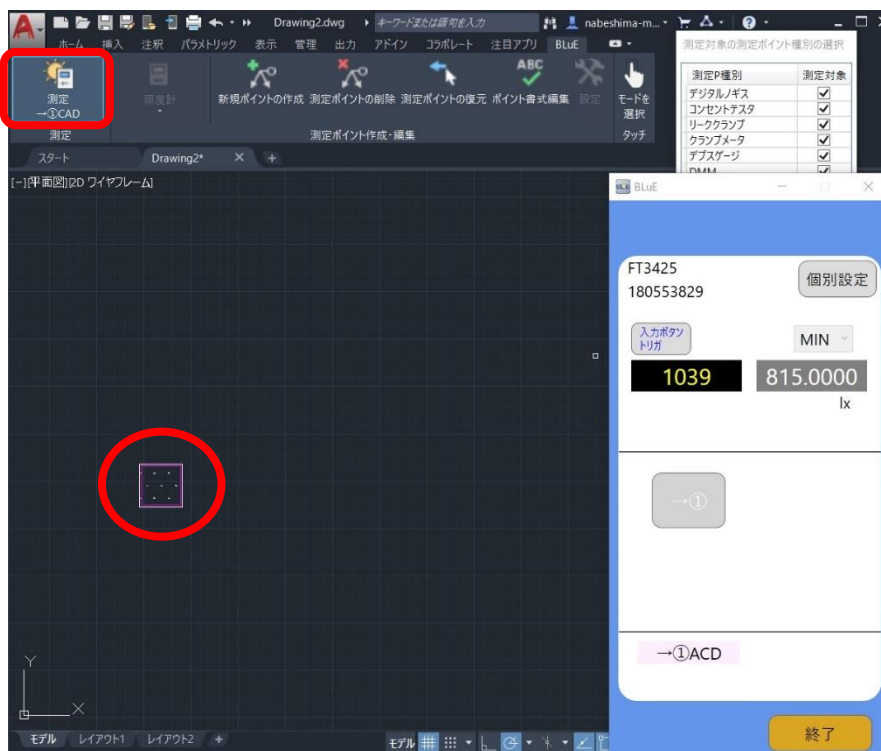 A
Drawing2.dwg
キーワードまたは語句を入力
nabeshima-m...
ホーム 挿入 注釈 パラメトリック 表示 管理 出力 アドイン コラボレート 注目アプリ BLuE
測定対象の測定ポイント種別の選択
測定P種別 測定対象
デジタルノギス
コンセントテスタ
リーククランプ
クランプメータ
デプスゲージ
DMM
測定
→①CAD
照度計
新規ポイントの作成 測定ポイントの削除 測定ポイントの復元
ABC
ポイント書式編集
設定
モードを
選択
測定
測定ポイント作成・編集
タッチ
スタート
Drawing2*
[-][平面図][2D ワイヤフレーム]
BLuE
FT3425
180553829
個別設定
入力ボタン
トリガ
MIN
1039
815.0000
lx
→①
→①ACD
終了
Y
X
モデル レイアウト1 レイアウト2
モデル